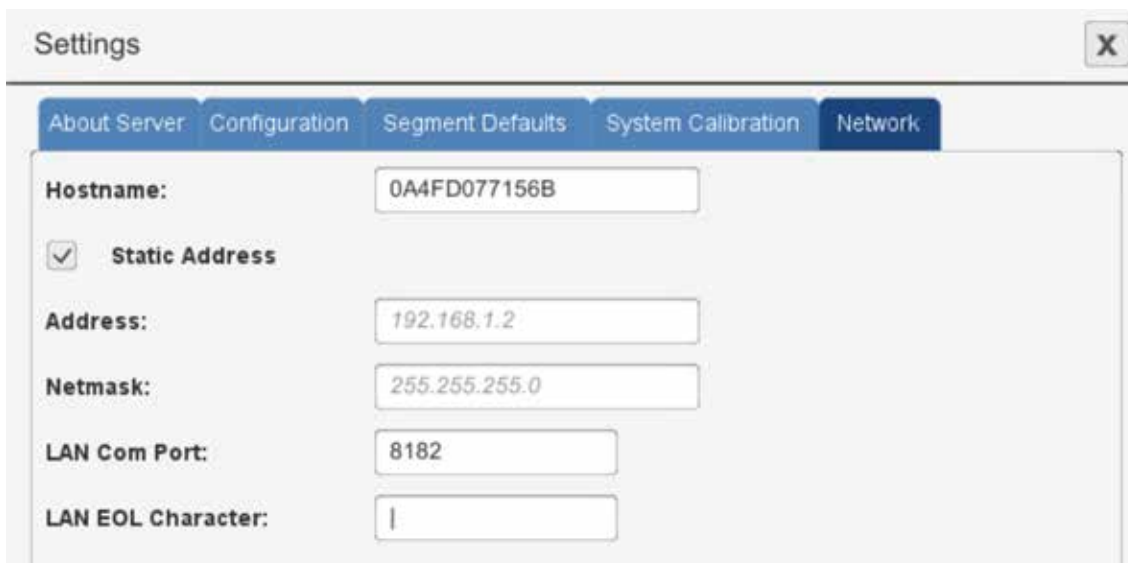 Settings
X
About Server Configuration Segment Defaults System Calibration Network
Hostname: 0A4FD077156B
Static Address
Address: 192.168.1.2
Netmask: 255.255.255.0
LAN Com Port: 8182
LAN EOL Character: |